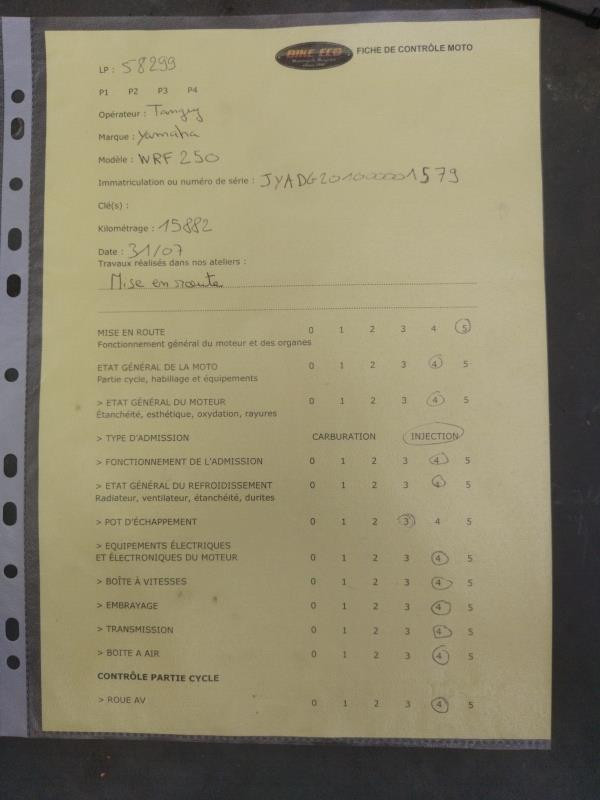 BIKE ECO
FICHE DE CONTRÔLE MOTO
LP : 58299
P1 P2 P3 P4
Opérateur : Tanguy
Marque : Yamaha
Modèle : WRF 250
Immatriculation ou numéro de série : JYADG201000001579
Clé(s) :
Kilométrage : 15882
Date : 31/07
Travaux réalisés dans nos ateliers :
Mise en route
MISE EN ROUTE 0 1 2 3 4 5
Fonctionnement général du moteur et des organes
ETAT GÉNÉRAL DE LA MOTO 0 1 2 3 4 5
Partie cycle, habillage et équipements
> ETAT GÉNÉRAL DU MOTEUR 0 1 2 3 4 5
Étanchéité, esthétique, oxydation, rayures
> TYPE D'ADMISSION CARBURATION INJECTION
> FONCTIONNEMENT DE L'ADMISSION 0 1 2 3 4 5
> ETAT GÉNÉRAL DU REFROIDISSEMENT 0 1 2 3 4 5
Radiateur, ventilateur, étanchéité, durites
> POT D'ÉCHAPPEMENT 0 1 2 3 4 5
> EQUIPEMENTS ÉLECTRIQUES
ET ÉLECTRONIQUES DU MOTEUR 0 1 2 3 4 5
> BOÎTE À VITESSES 0 1 2 3 4 5
> EMBRAYAGE 0 1 2 3 4 5
> TRANSMISSION 0 1 2 3 4 5
> BOITE A AIR 0 1 2 3 4 5
CONTRÔLE PARTIE CYCLE
> ROUE AV 0 1 2 3 4 5